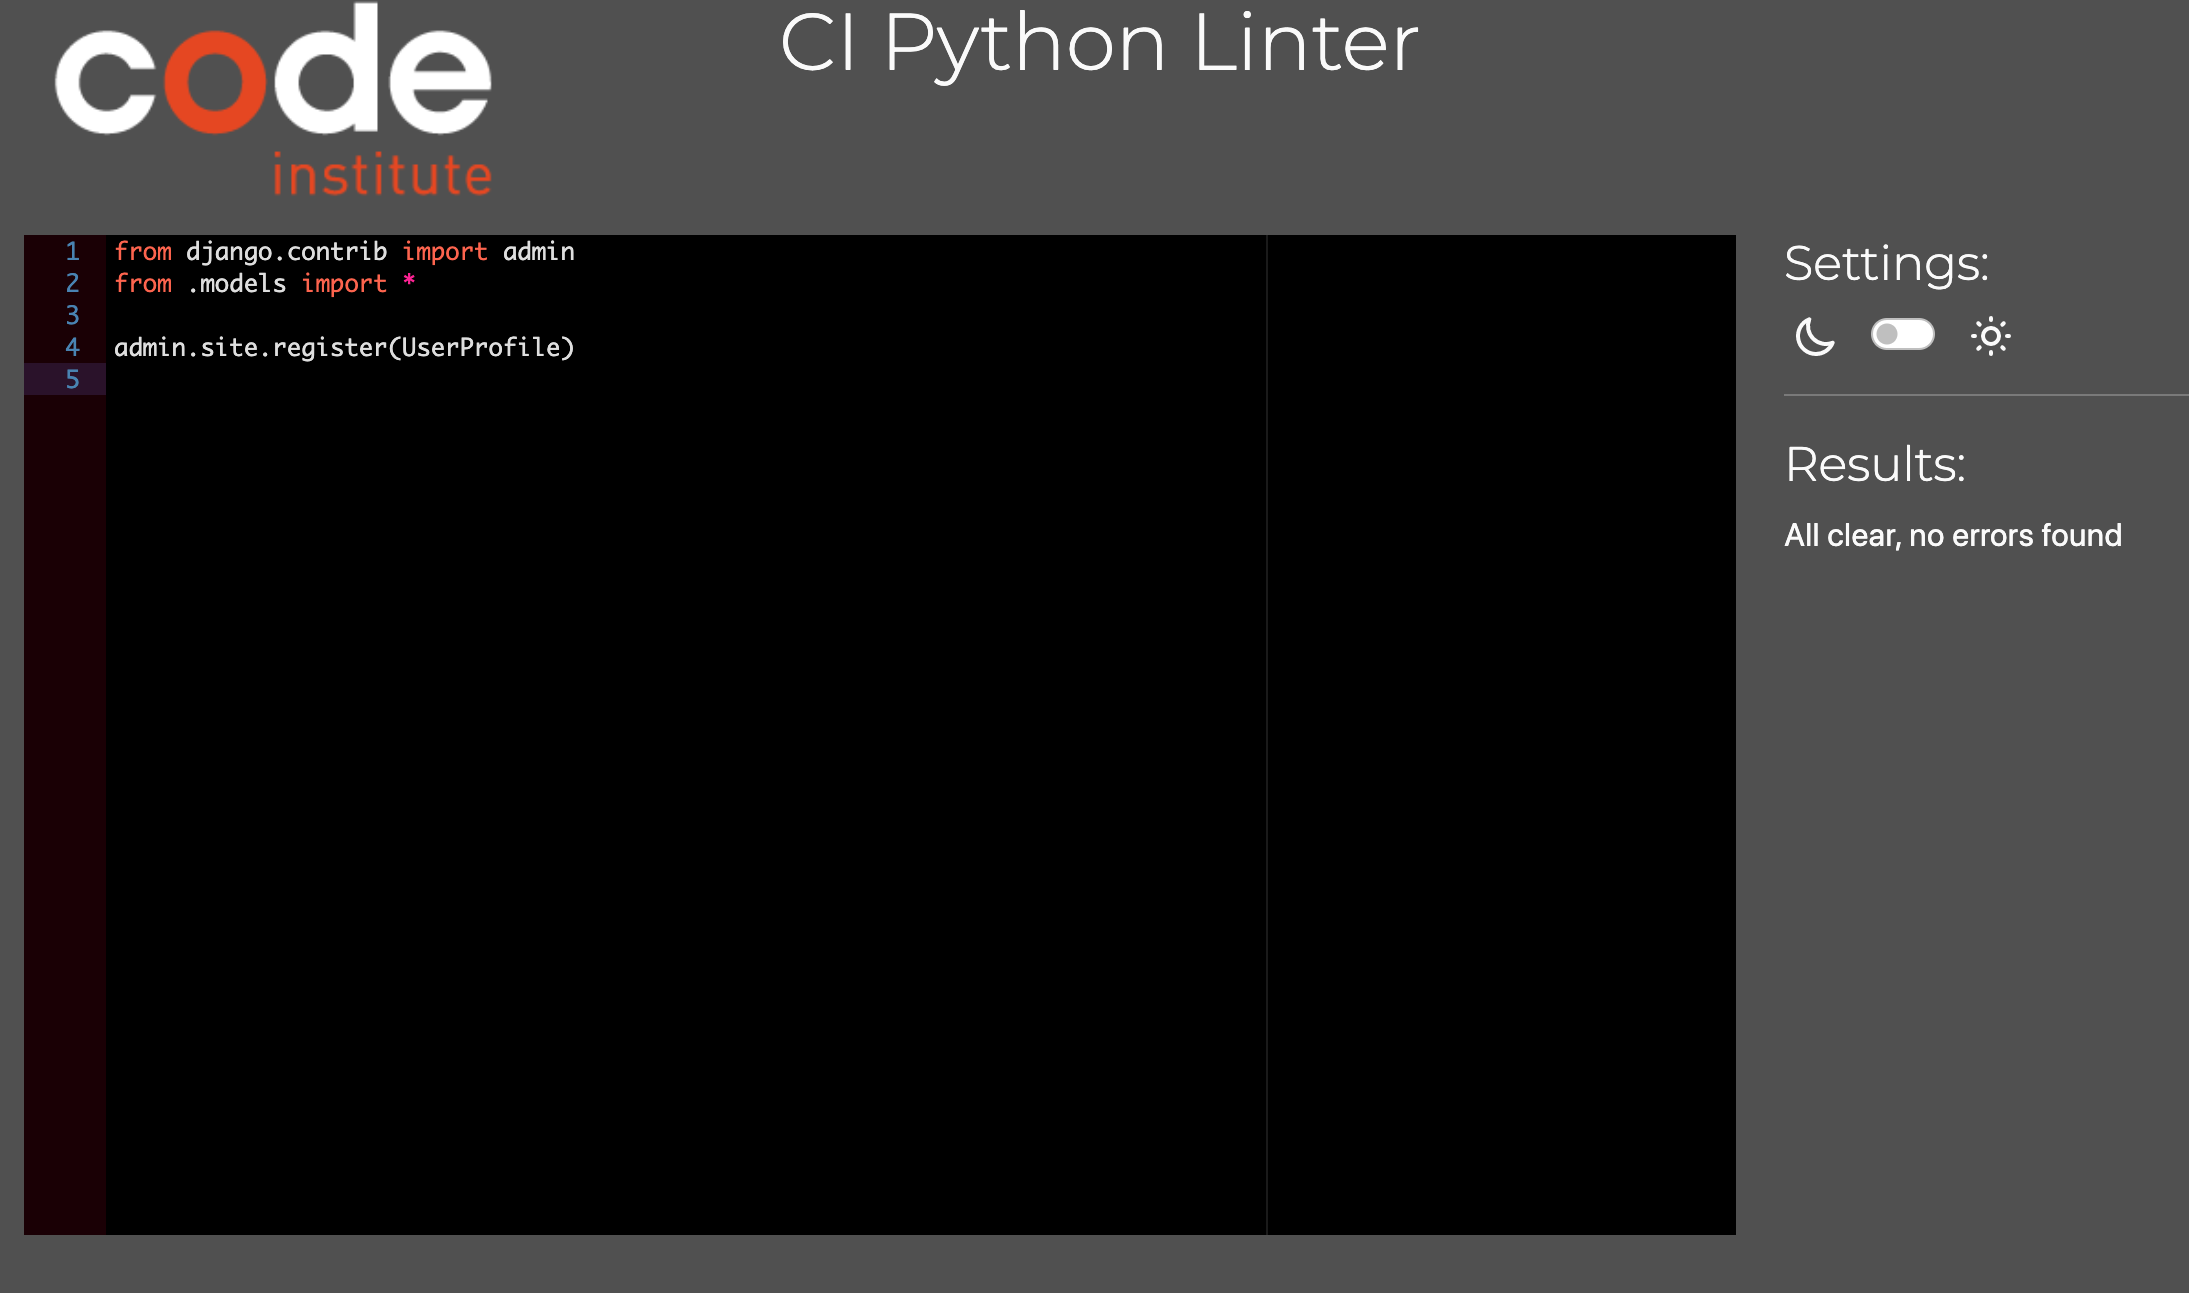 code
institute
CI Python Linter
1 from django.contrib import admin
2 from .models import *
3
4 admin.site.register(UserProfile)
5
Settings:
Results:
All clear, no errors found